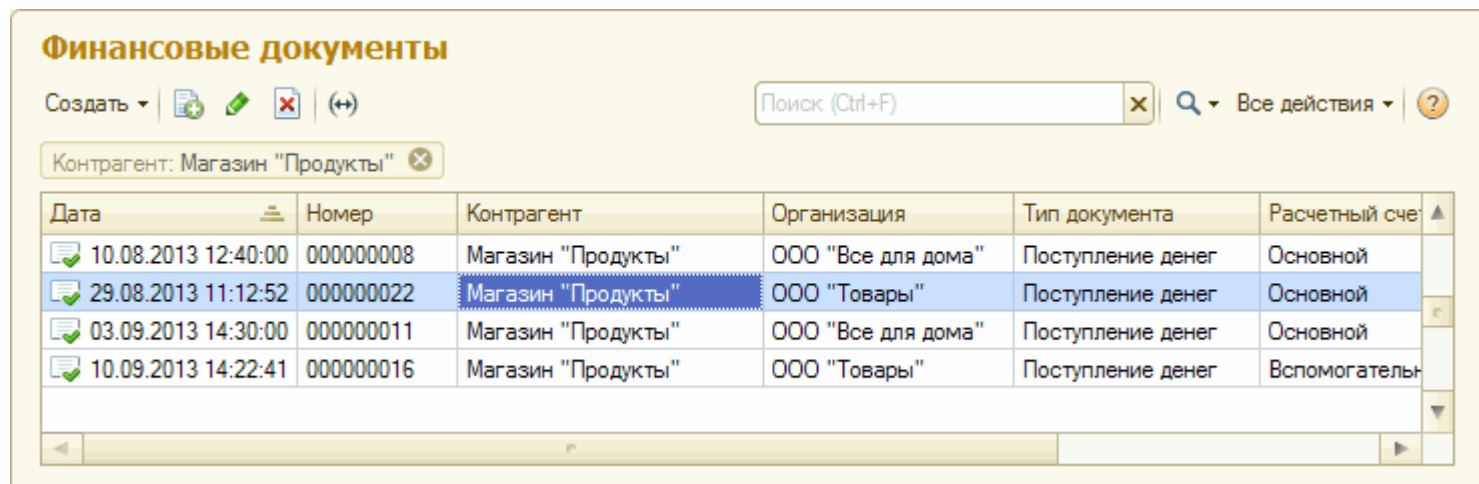 Финансовые документы
Создать
Поиск (Ctrl+F)
Все действия
?
Контрагент: Магазин "Продукты"
Дата Номер Контрагент Организация Тип документа Расчетный
10.08.2013 12:40:00 000000008 Магазин "Продукты" ООО "Все для дома" Поступление денег Основной
29.08.2013 11:12:52 000000022 Магазин "Продукты" ООО "Товары" Поступление денег Основной
03.09.2013 14:30:00 000000011 Магазин "Продукты" ООО "Все для дома" Поступление денег Основной
10.09.2013 14:22:41 000000016 Магазин "Продукты" ООО "Товары" Поступление денег